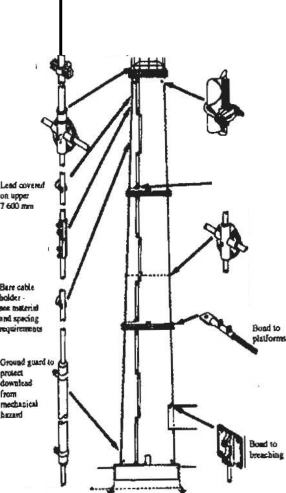 Lead covered
on upper
7 600 mm
Bare cable
holder -
see material
and spacing
requirements
Bond to
platforms
Ground guard to
protect
download
from
mechanical
hazard
Bond to
breaching